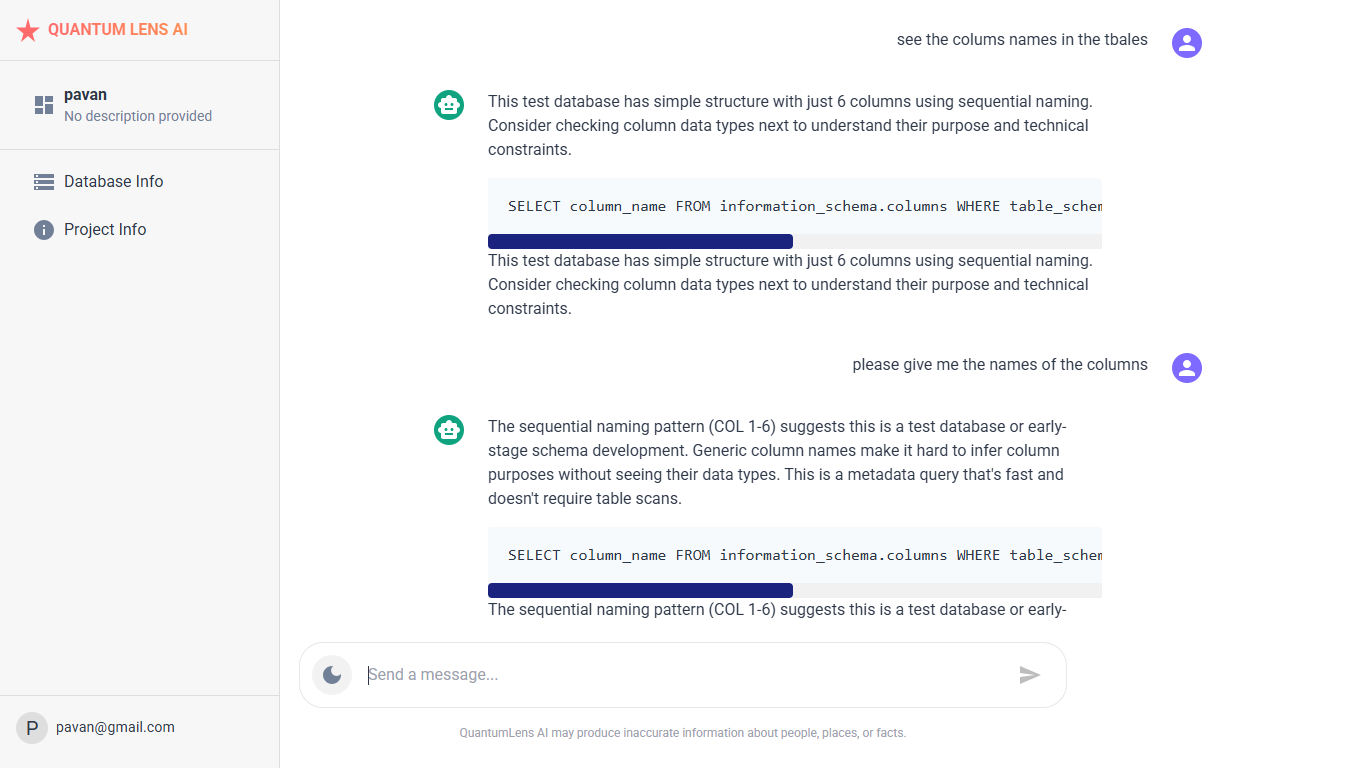 QUANTUM LENS AI
pavan
No description provided
Database Info
Project Info
P
pavan@gmail.com
see the colums names in the tbales
This test database has simple structure with just 6 columns using sequential naming.
Consider checking column data types next to understand their purpose and technical
constraints.
SELECT column_name FROM information_schema.columns WHERE table_schem
This test database has simple structure with just 6 columns using sequential naming.
Consider checking column data types next to understand their purpose and technical
constraints.
please give me the names of the columns
The sequential naming pattern (COL 1-6) suggests this is a test database or early-
stage schema development. Generic column names make it hard to infer column
purposes without seeing their data types. This is a metadata query that's fast and
doesn't require table scans.
SELECT column_name FROM information_schema.columns WHERE table_schem
The sequential naming pattern (COL 1-6) suggests this is a test database or early-
Send a message...
QuantumLens AI may produce inaccurate information about people, places, or facts.